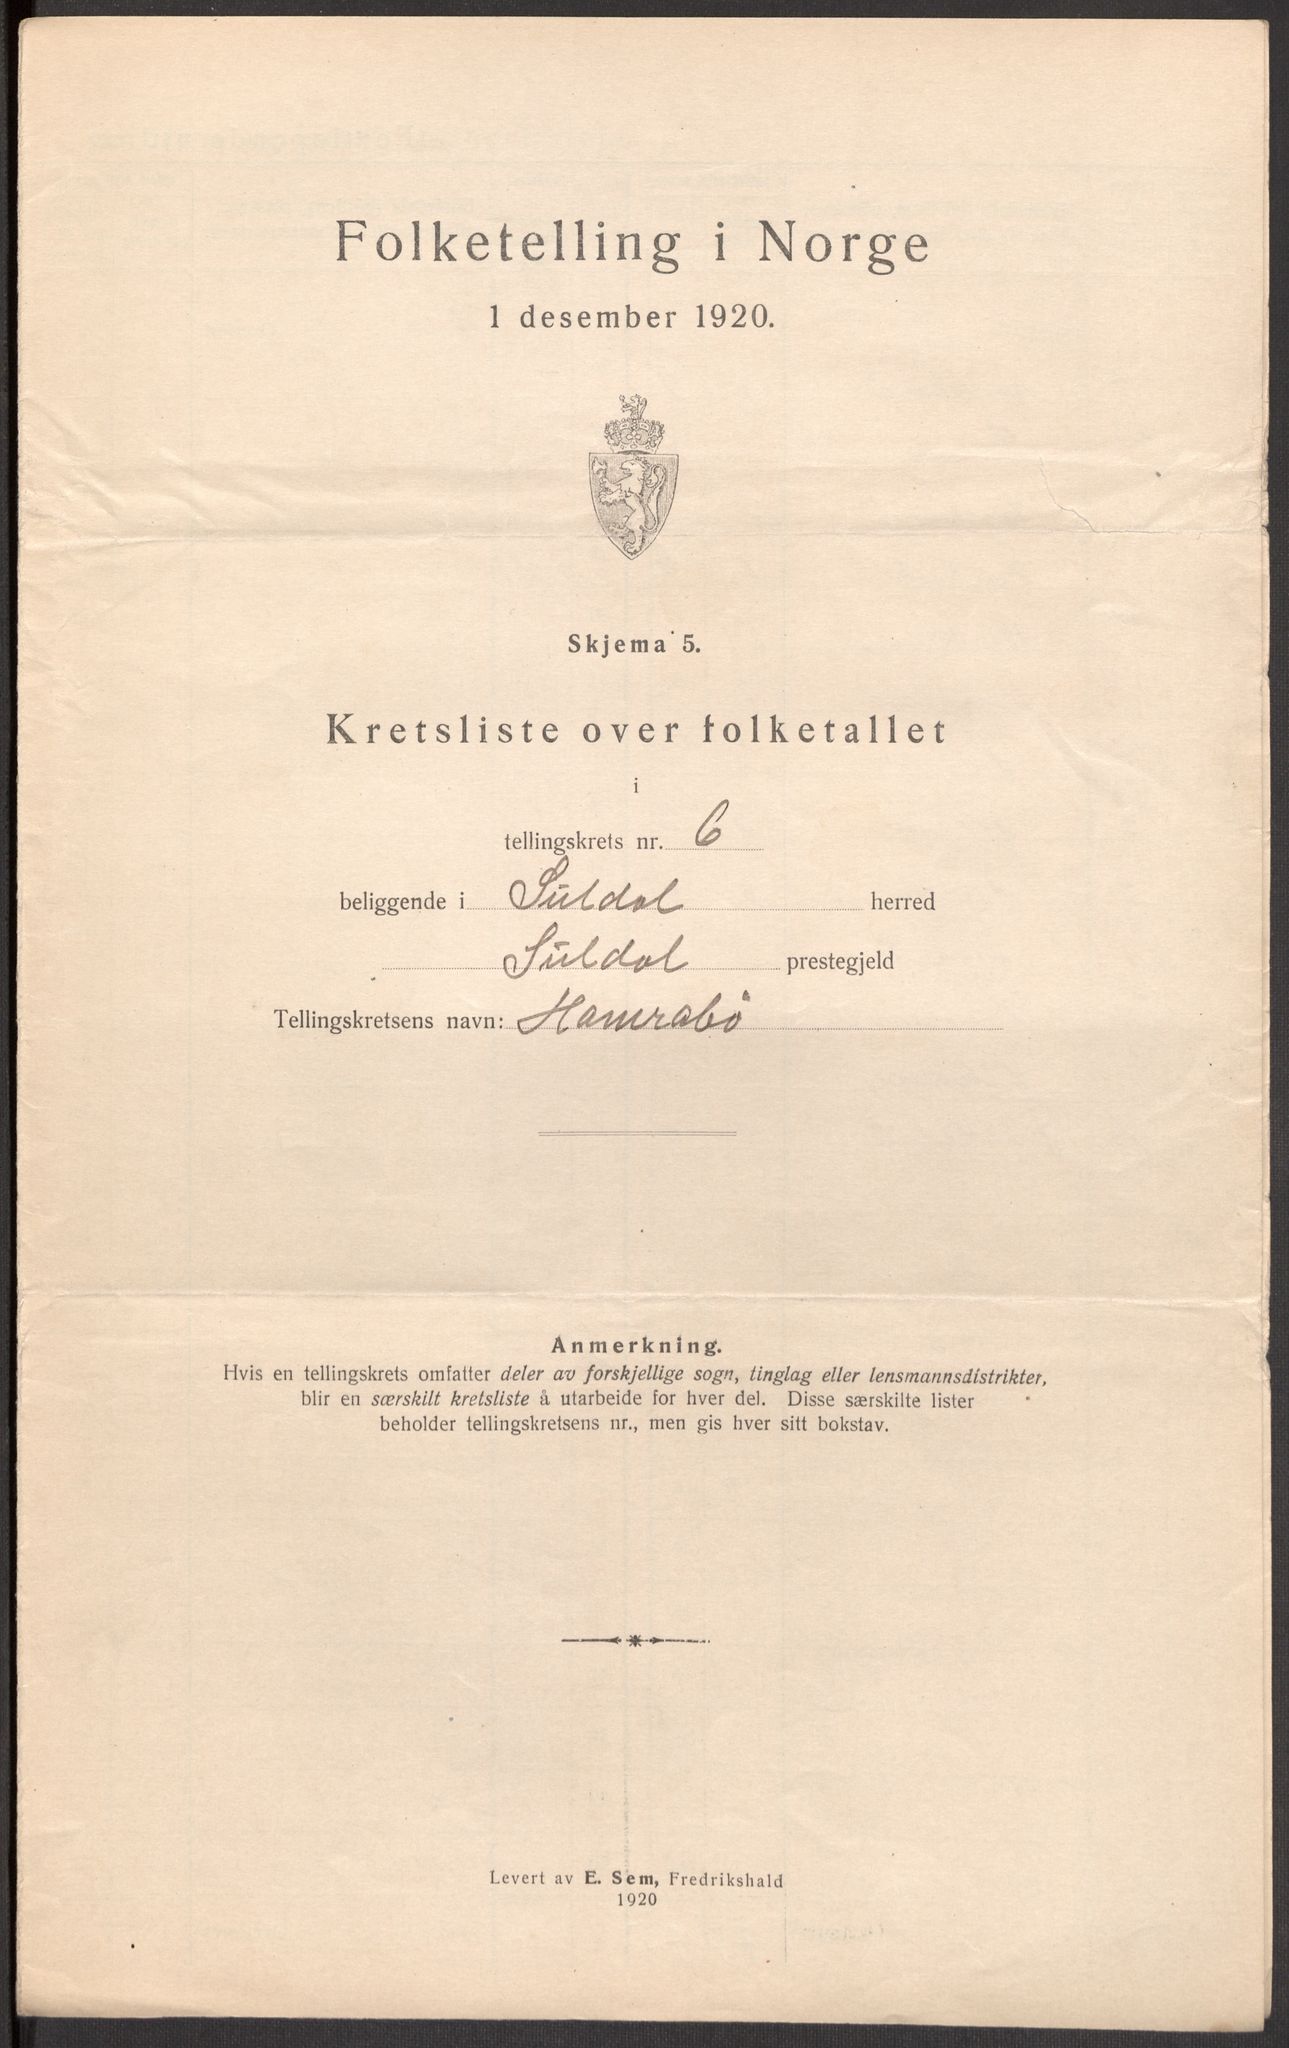 Folketelling i Norge
1 desember 1920.
Skjema 5.
Kretsliste over folketallet
i
tellingskrets nr. 6
beliggende i Suldal herred
Suldal prestegjeld
Tellingskretsens navn: Hamrabö
Anmerkning.
Hvis en tellingskrets omfatter deler av forskjellige sogn, tinglag eller lensmannsdistrikter,
blir en særskilt kretsliste å utarbeide for hver del. Disse særskilte lister
beholder tellingskretsens nr., men gis hver sitt bokstav.
Levert av E. Sem, Fredrikshald
1920